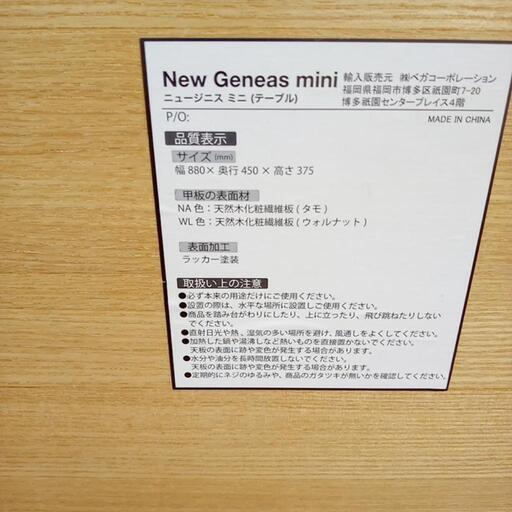 New Geneas mini
ニュージニス ミニ (テーブル)
輸入販売元 ㈱ベガコーポレーション
福岡県福岡市博多区祇園町7-20
博多祇園センタープレイス4階
P/O:
MADE IN CHINA
品質表示
サイズ(mm)
幅880×奥行450×高さ375
甲板の表面材
NA色：天然木化粧繊維板(タモ)
WL色：天然木化粧繊維板(ウォルナット)
表面加工
ラッカー塗装
取扱い上の注意
●必ず本来の用途だけにご使用ください。
●設置の際は、水平な場所に設置しご使用ください。
●商品を踏み台がわりにしたり、上に立ったり、飛び跳ねたりしない
でください。
●直射日光や熱、湿気の多い場所を避け、風通しをよくしてください。
●加熱した鍋や湯沸しなど熱いものを直接置かないでください。
天板の表面に跡や変色が発生する場合があります。
●水分や油分を長時間放置しないでください。
天板の表面に跡や変色が発生する場合があります。
●定期的にネジのゆるみや、商品のガタツキが無いかを確認してください。